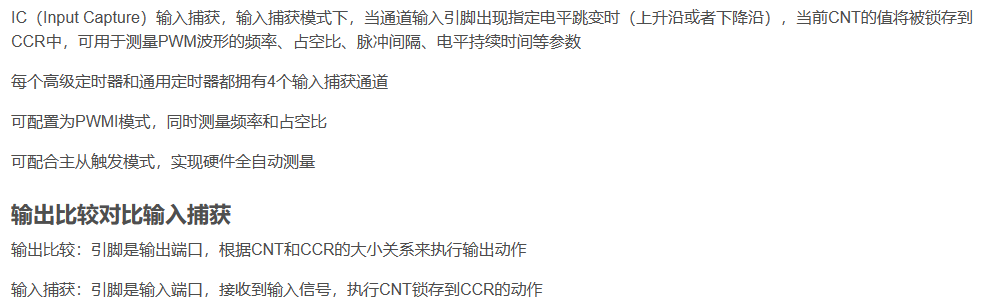 IC（Input Capture）输入捕获，输入捕获模式下，当通道输入引脚出现指定电平跳变时（上升沿或者下降沿），当前CNT的值将被锁存到
CCR中，可用于测量PWM波形的频率、占空比、脉冲间隔、电平持续时间等参数
每个高级定时器和通用定时器都拥有4个输入捕获通道
可配置为PWMI模式，同时测量频率和占空比
可配合主从触发模式，实现硬件全自动测量
输出比较对比输入捕获
输出比较：引脚是输出端口，根据CNT和CCR的大小关系来执行输出动作
输入捕获：引脚是输入端口，接收到输入信号，执行CNT锁存到CCR的动作